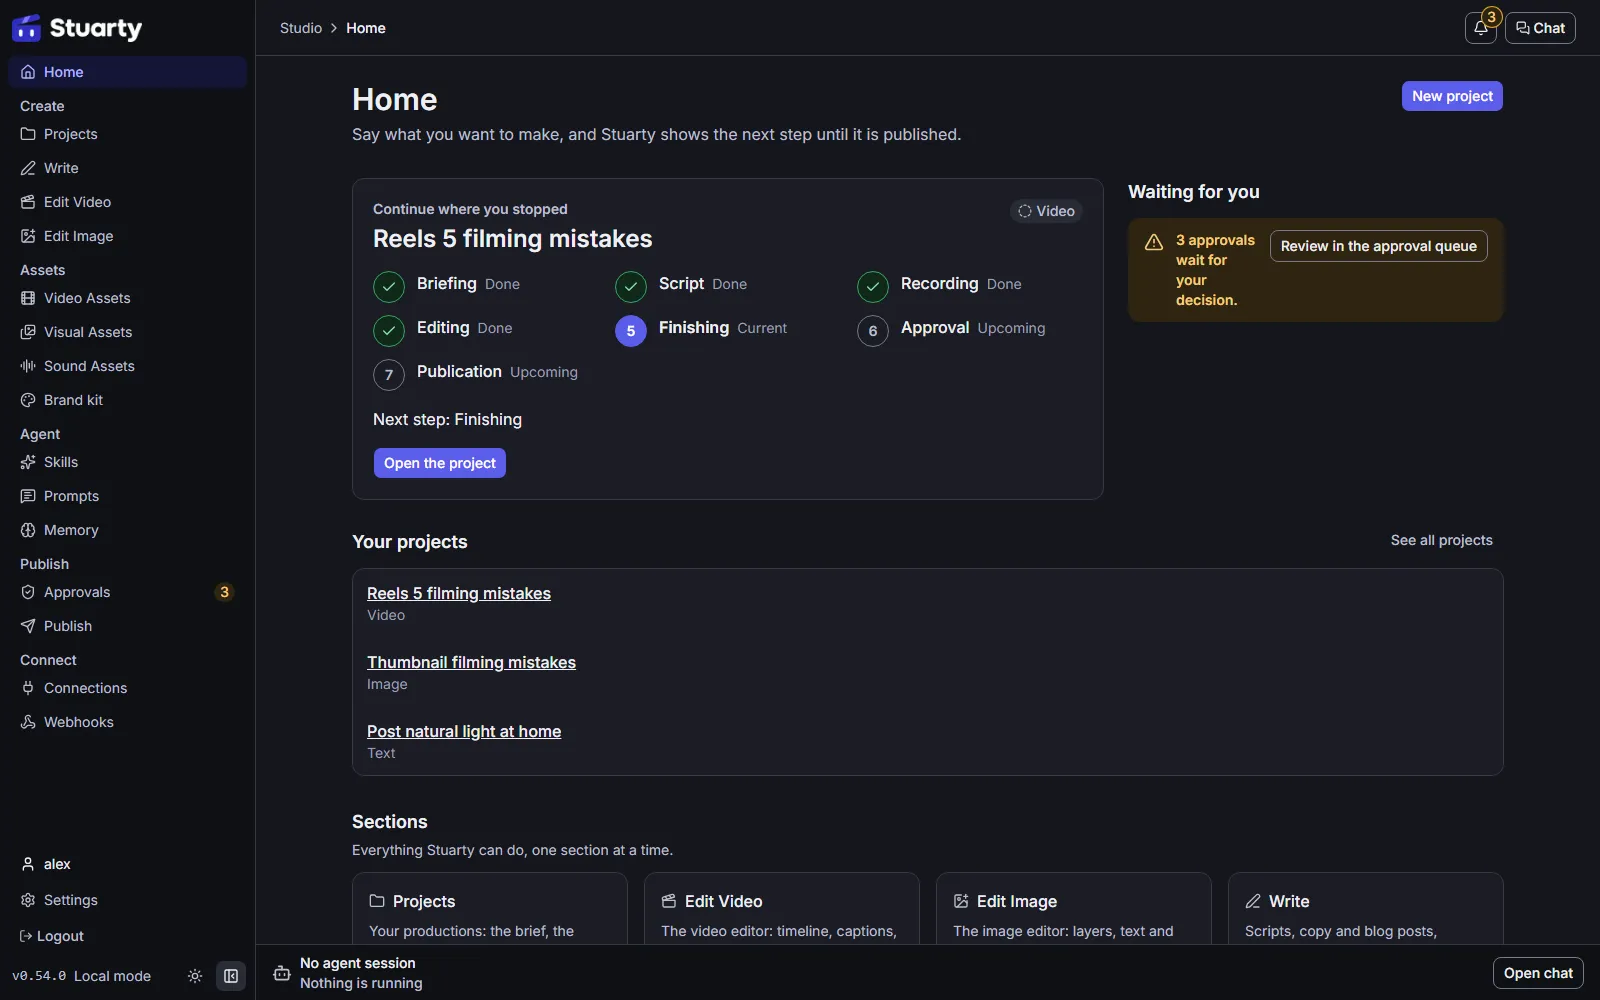 Stuarty
Home
Create
Projects
Write
Edit Video
Edit Image
Assets
Video Assets
Visual Assets
Sound Assets
Brand kit
Agent
Skills
Prompts
Memory
Publish
Approvals 3
Publish
Connect
Connections
Webhooks
alex
Settings
Logout
v0.54.0 Local mode
Studio Home
3
Chat
Home
New project
Say what you want to make, and Stuarty shows the next step until it is published.
Continue where you stopped
Video
Reels 5 filming mistakes
Briefing Done
Script Done
Recording Done
Editing Done
5 Finishing Current
6 Approval Upcoming
7 Publication Upcoming
Next step: Finishing
Open the project
Waiting for you
3 approvals
wait for
your
decision.
Review in the approval queue
Your projects
See all projects
Reels 5 filming mistakes
Video
Thumbnail filming mistakes
Image
Post natural light at home
Text
Sections
Everything Stuarty can do, one section at a time.
Projects
Your productions: the brief, the
Edit Video
The video editor: timeline, captions,
Edit Image
The image editor: layers, text and
Write
Scripts, copy and blog posts,
No agent session
Nothing is running
Open chat